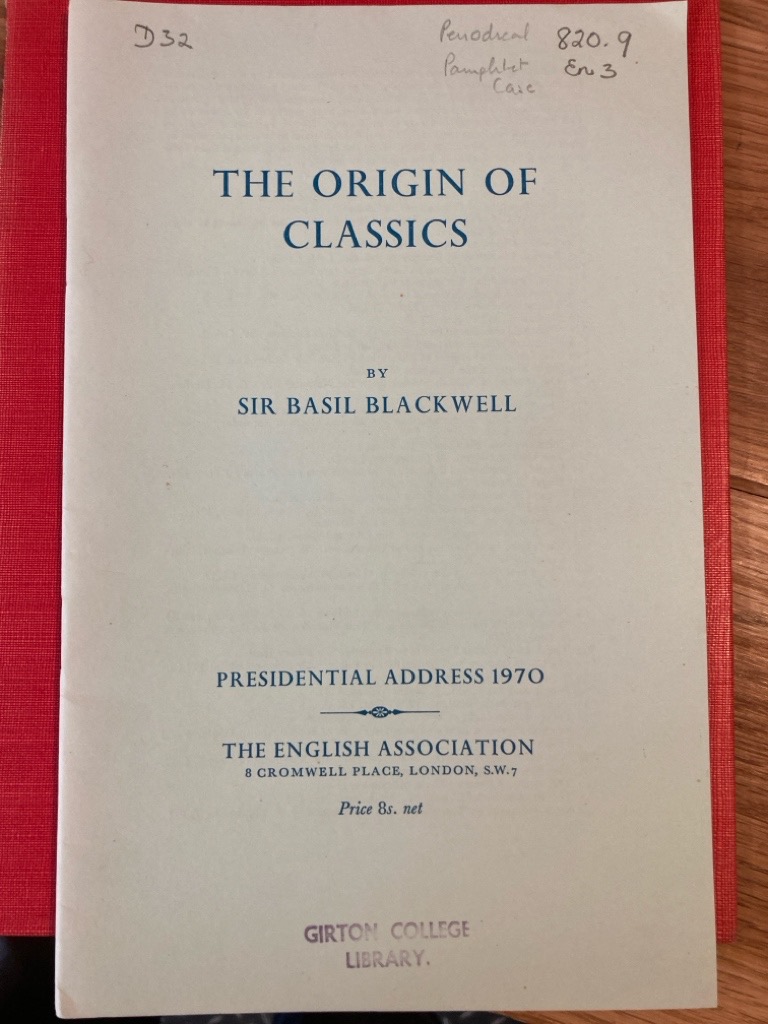 D32
Periodical 820.9
Pamphlet En 3
Case
THE ORIGIN OF
CLASSICS
BY
SIR BASIL BLACKWELL
PRESIDENTIAL ADDRESS 1970
THE ENGLISH ASSOCIATION
8 CROMWELL PLACE, LONDON, S.W.7
Price 8s. net
GIRTON COLLEGE
LIBRARY.